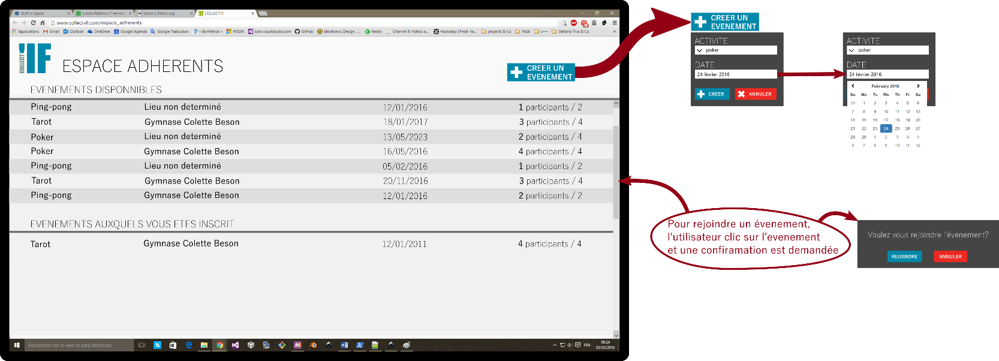 Stuff in Space
Subtle Patterns | Free text
Vector | Matrix.org
COLLECT'IF
www.collect-if.com/espace_adherents
Applications
Gmail
Outlook
OneDrive
Google Agenda
Google Traduction
- BonPatron -
MSDN
sotir.visualstudio.com
GitHub
Electronics Design, ...
feedly
Channel 9: Videos a...
Hackaday | Fresh ha...
projects & Co
INSA
c++
Stellaris-Tiva & Co
COLLECT
'IF
ESPACE ADHERENTS
CREER UN
EVENEMENT
EVENEMENTS DISPONNIBLES
Ping-pong Lieu non determiné 12/01/2016 1 participants / 2
Tarot Gymnase Colette Beson 18/01/2017 3 participants / 4
Poker Lieu non determiné 13/05/2023 2 participants / 4
Poker Gymnase Colette Beson 16/05/2016 4 participants / 4
Ping-pong Lieu non determiné 05/02/2016 1 participants / 2
Tarot Gymnase Colette Beson 20/11/2016 3 participants / 4
Ping-pong Gymnase Colette Beson 12/01/2016 2 participants / 2
EVENEMENTS AUXQUELS VOUS ETES INSCRIT
Tarot Gymnase Colette Beson 12/01/2011 4 participants / 4
Rechercher sur le web et dans Windows
FRA
00:24
03/03/2016
CREER UN
EVENEMENT
ACTIVITE
poker
DATE
24 février 2016
CREER
ANNULER
ACTIVITE
poker
DATE
24 février 2016
February 2016
Su Mo Tu We Th Fr Sa
31 1 2 3 4 5 6
7 8 9 10 11 12 13
14 15 16 17 18 19 20
21 22 23 24 25 26 27
28 29 1 2 3 4 5
6 7 8 9 10 11 12
Pour rejoindre un évenement,
l'utilisateur clic sur l'evenement
et une confiramation est demandée
Voulez vous rejoindre l'évenement?
REJOINDRE
ANNULER